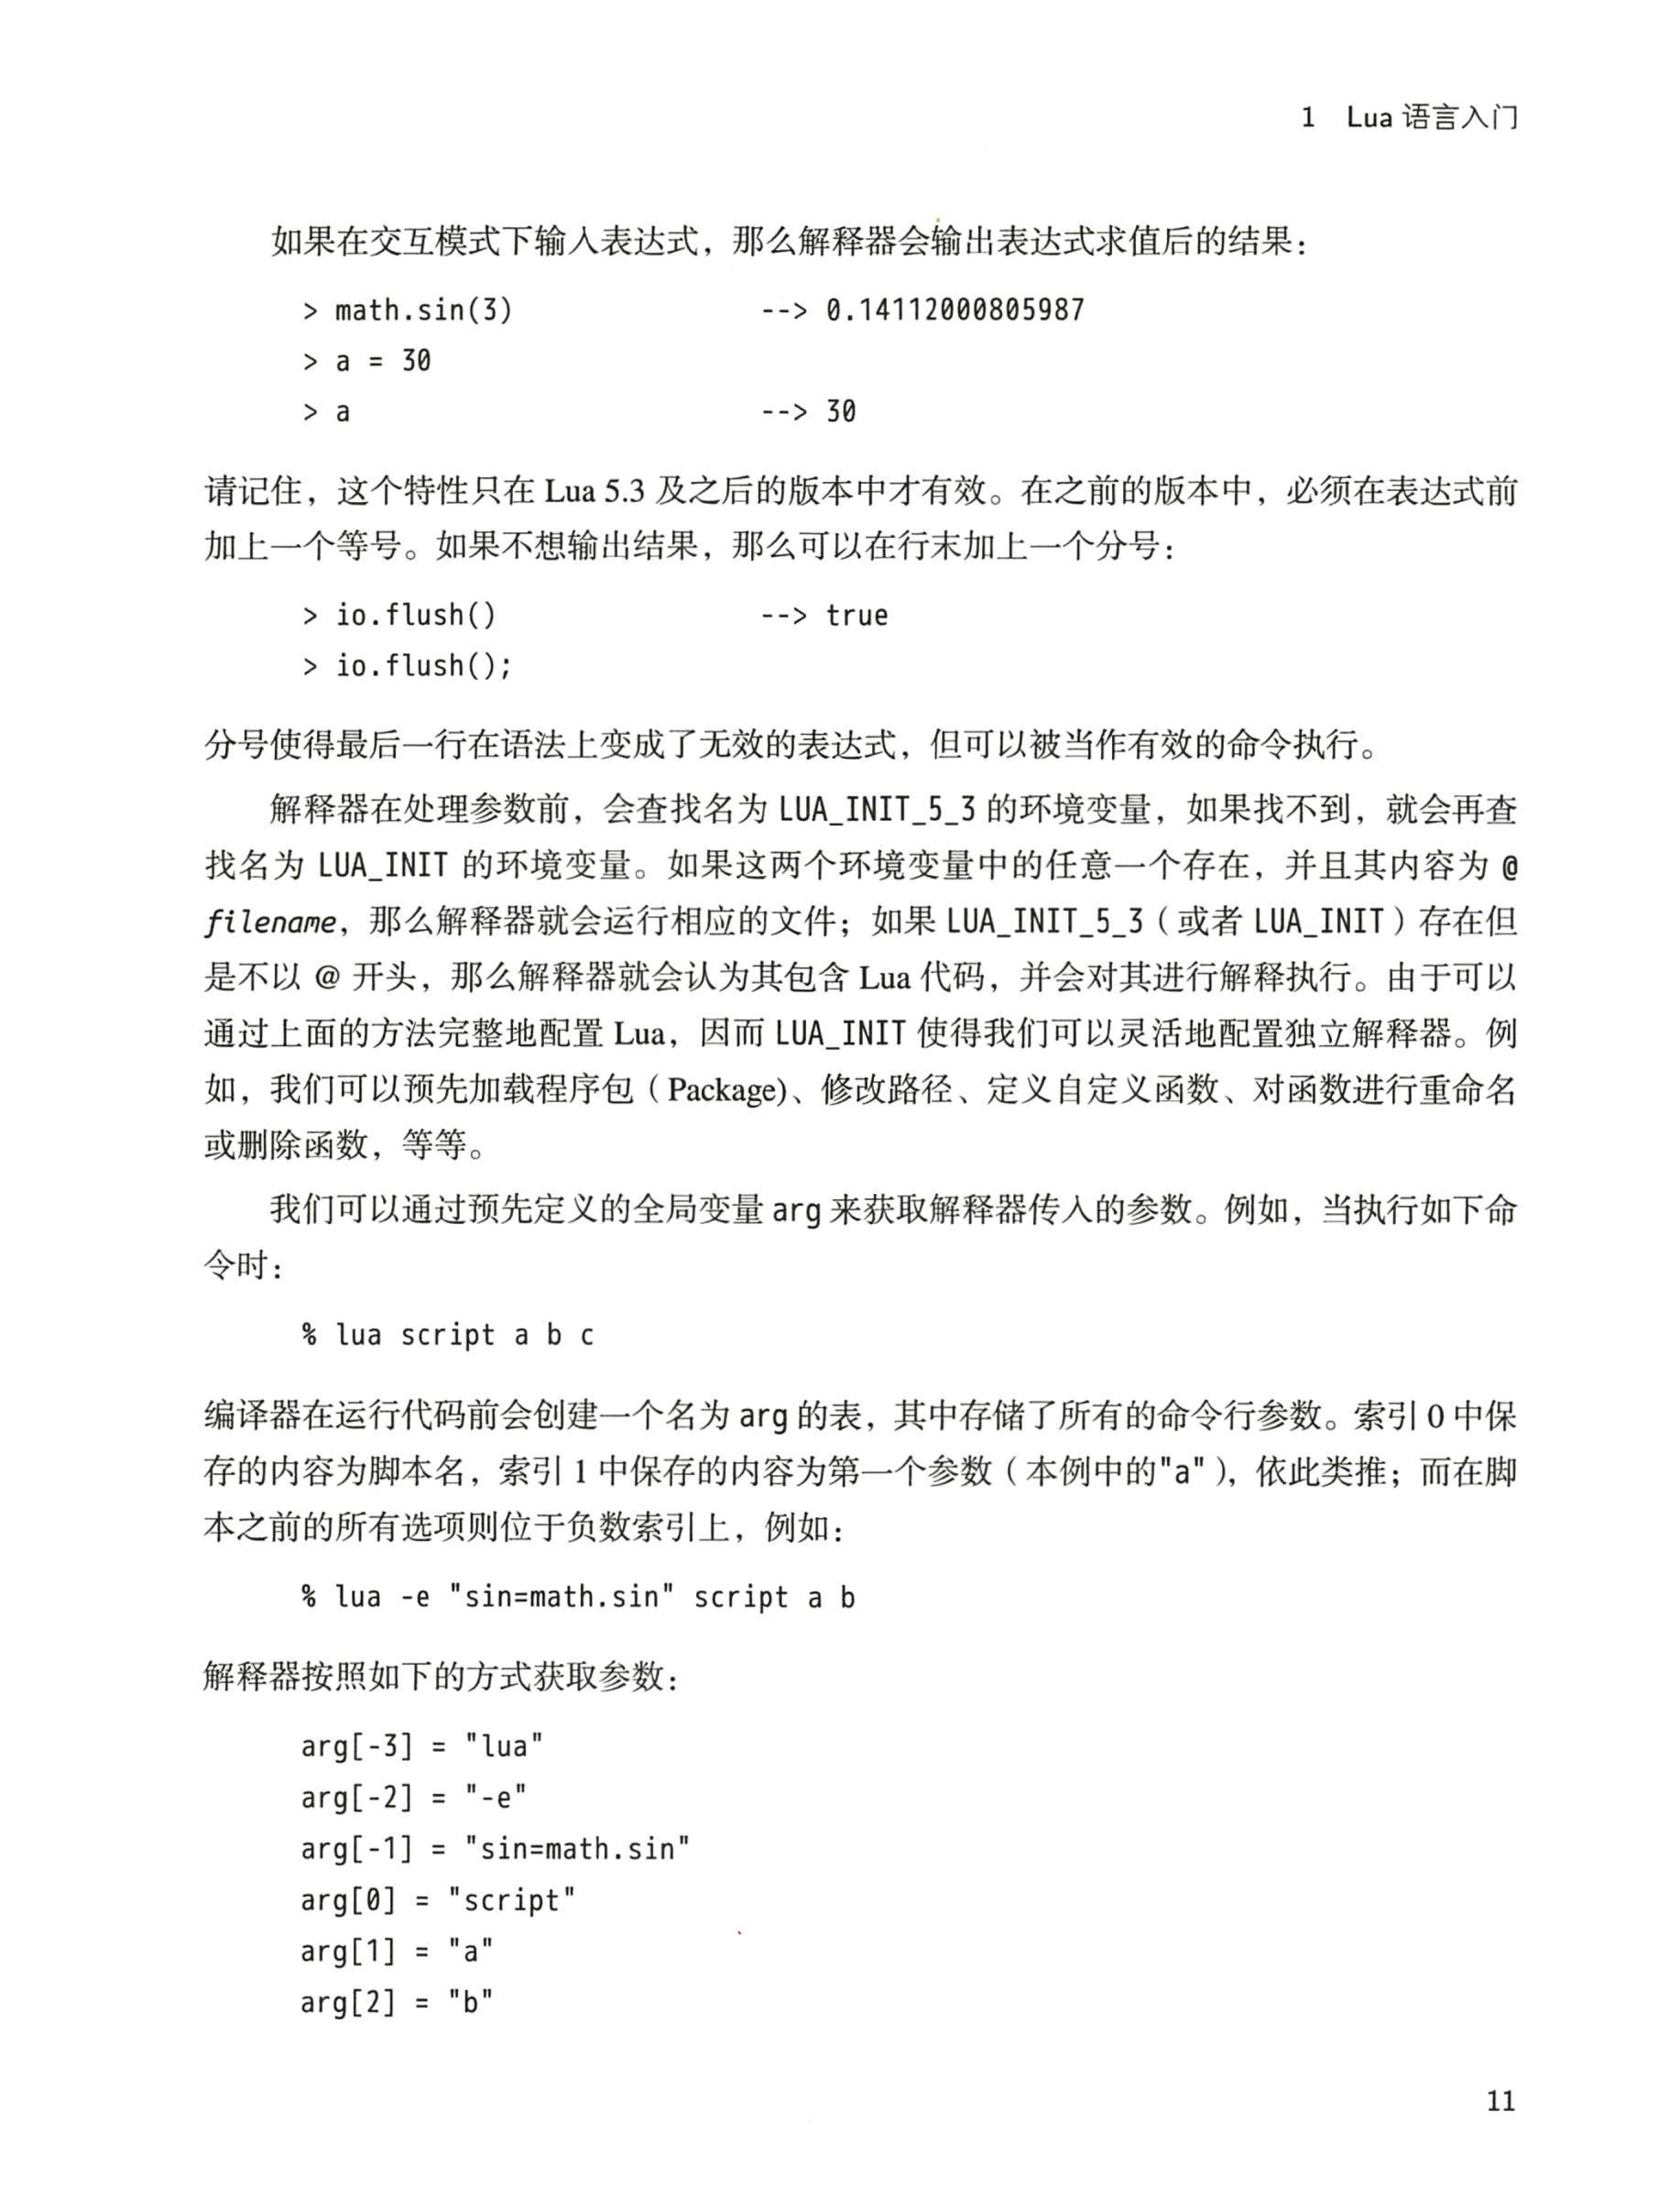 1 Lua 语言入门
如果在交互模式下输入表达式，那么解释器会输出表达式求值后的结果：
> math.sin(3) --> 0.14112000805987
> a = 30
> a --> 30
请记住，这个特性只在 Lua 5.3 及之后的版本中才有效。在之前的版本中，必须在表达式前
加上一个等号。如果不想输出结果，那么可以在行末加上一个分号：
> io.flush() --> true
> io.flush();
分号使得最后一行在语法上变成了无效的表达式，但可以被当作有效的命令执行。
解释器在处理参数前，会查找名为 LUA_INIT_5_3 的环境变量，如果找不到，就会再查
找名为 LUA_INIT 的环境变量。如果这两个环境变量中的任意一个存在，并且其内容为 @
filename，那么解释器就会运行相应的文件；如果 LUA_INIT_5_3（或者 LUA_INIT）存在但
是不以 @ 开头，那么解释器就会认为其包含 Lua 代码，并会对其进行解释执行。由于可以
通过上面的方法完整地配置 Lua，因而 LUA_INIT 使得我们可以灵活地配置独立解释器。例
如，我们可以预先加载程序包（Package)、修改路径、定义自定义函数、对函数进行重命名
或删除函数，等等。
我们可以通过预先定义的全局变量 arg 来获取解释器传入的参数。例如，当执行如下命
令时：
% lua script a b c
编译器在运行代码前会创建一个名为 arg 的表，其中存储了所有的命令行参数。索引 0 中保
存的内容为脚本名，索引 1 中保存的内容为第一个参数（本例中的"a"），依此类推；而在脚
本之前的所有选项则位于负数索引上，例如：
% lua -e "sin=math.sin" script a b
解释器按照如下的方式获取参数：
arg[-3] = "lua"
arg[-2] = "-e"
arg[-1] = "sin=math.sin"
arg[0] = "script"
arg[1] = "a"
arg[2] = "b"
11